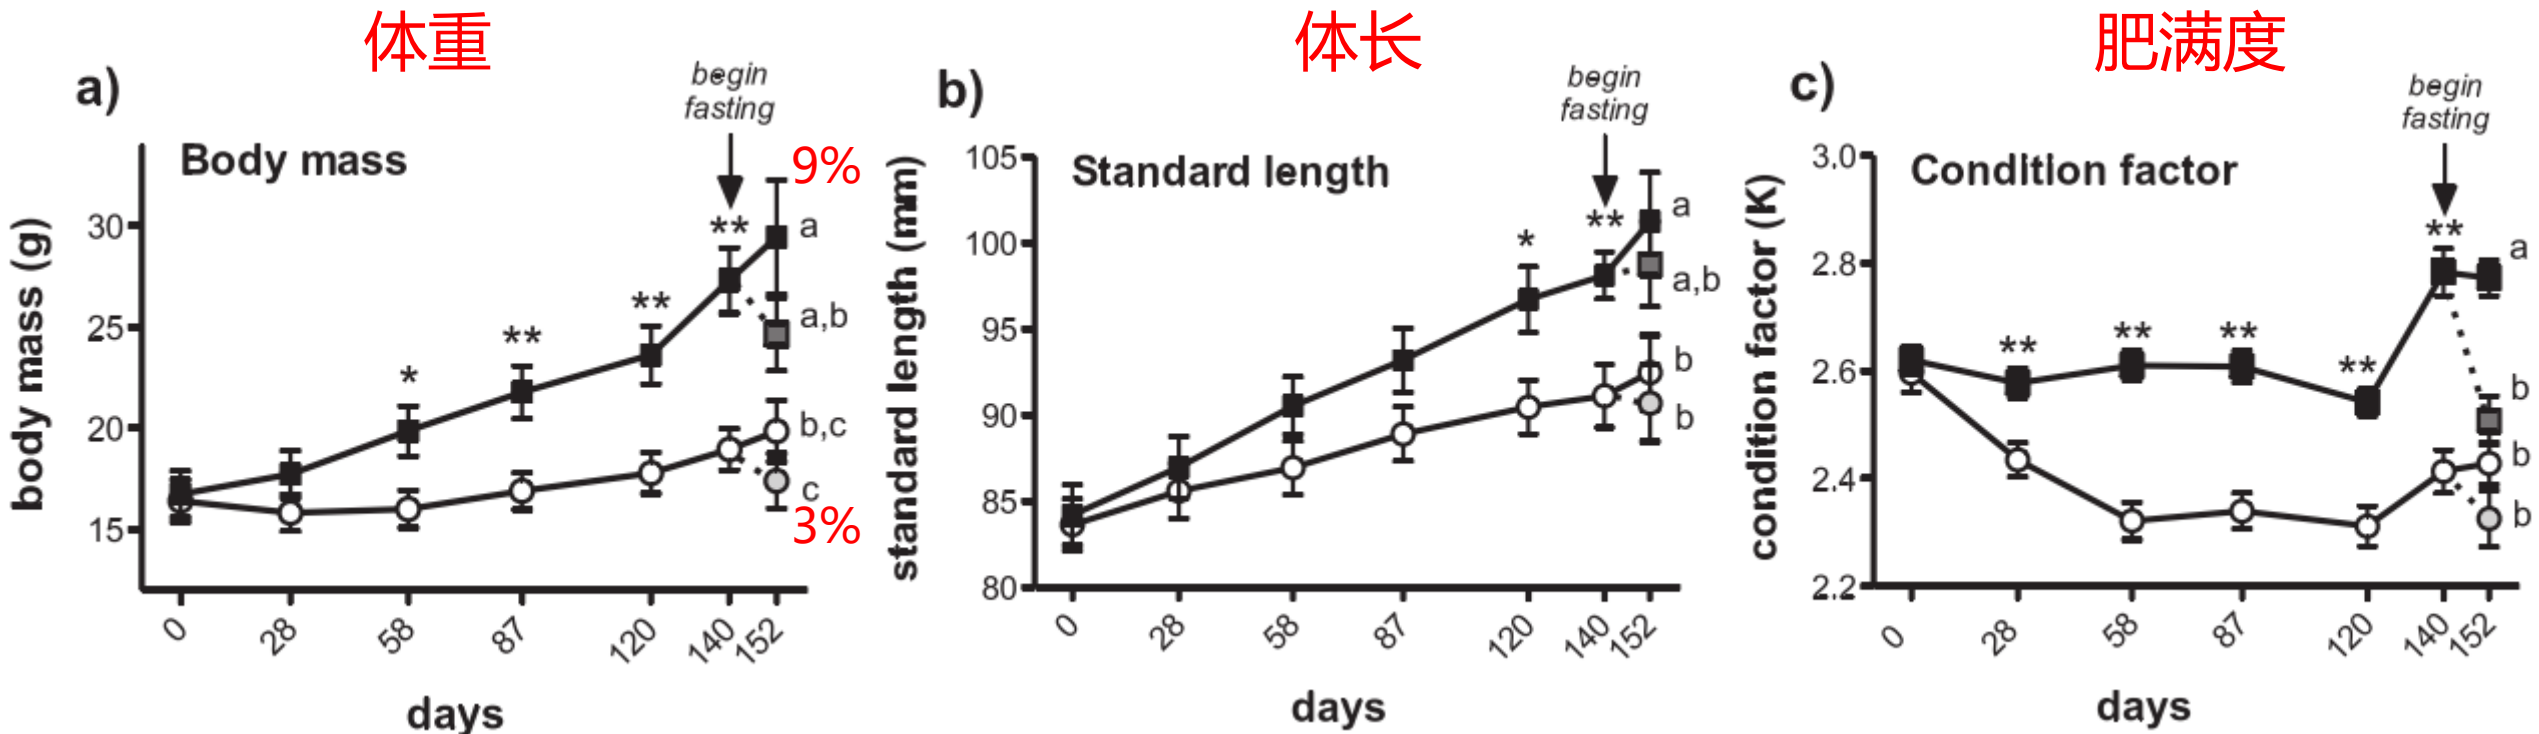 体重
a)
begin
fasting
Body mass
9%
body mass (g)
30
25
20
15
*
**
**
**
a
a,b
b,c
c
3%
0
28
58
87
120
140
152
days
体长
b)
begin
fasting
Standard length
standard length (mm)
105
100
95
90
85
80
*
**
a
a,b
b
b
0
28
58
87
120
140
152
days
肥满度
c)
begin
fasting
Condition factor
condition factor (K)
3.0
2.8
2.6
2.4
2.2
**
**
**
**
**
a
b
b
b
0
28
58
87
120
140
152
days